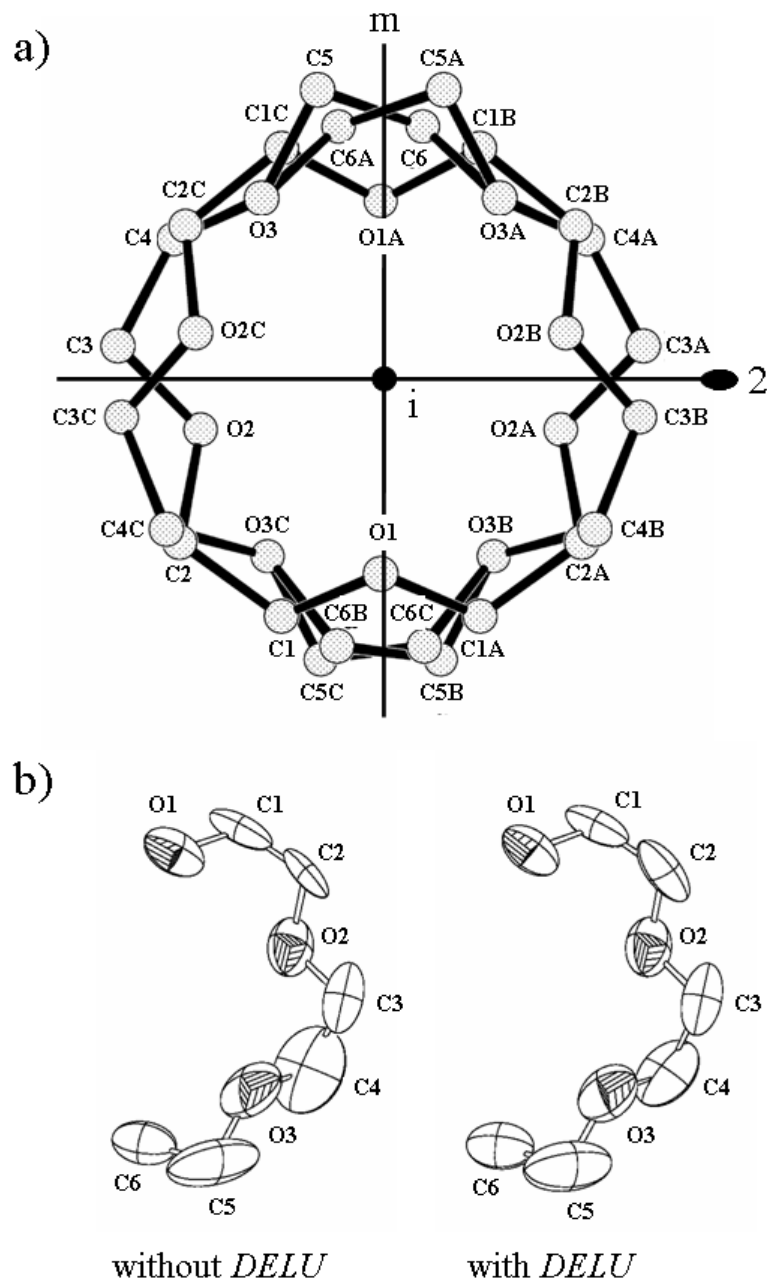 m
a)
C5 C5A
C1C C1B
C6A C6
C2C C2B
C4 O3 O1A O3A C4A
C3 O2C O2B C3A
2
i
C3C O2 O2A C3B
C4C O3C O1 O3B C4B
C2 C2A
C6B C6C
C1 C1A
C5C C5B
b)
O1 C1 O1 C1
C2 C2
O2 O2
C3 C3
C4 C4
O3 O3
C6 C5 C6 C5
without DELU with DELU